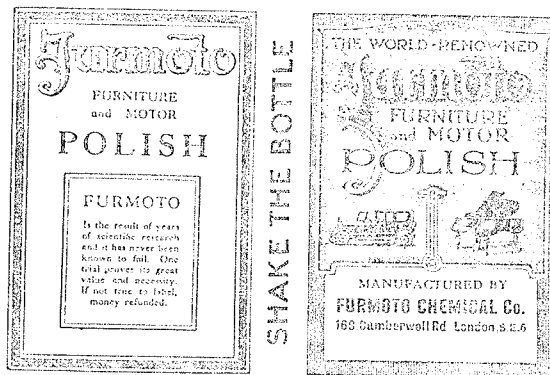 Furmoto
FURNITURE
and MOTOR
POLISH
FURMOTO
Is the result of years
of scientific research
and it has never been
known to fail. One
trial proves its great
value and necessity.
If not true to label,
money refunded.
SHAKE THE BOTTLE
THE WORLD-RENOWNED
Furmoto
FURNITURE
and MOTOR
POLISH
MANUFACTURED BY
FURMOTO CHEMICAL Co.
Camberwell Rd London, S.E.5